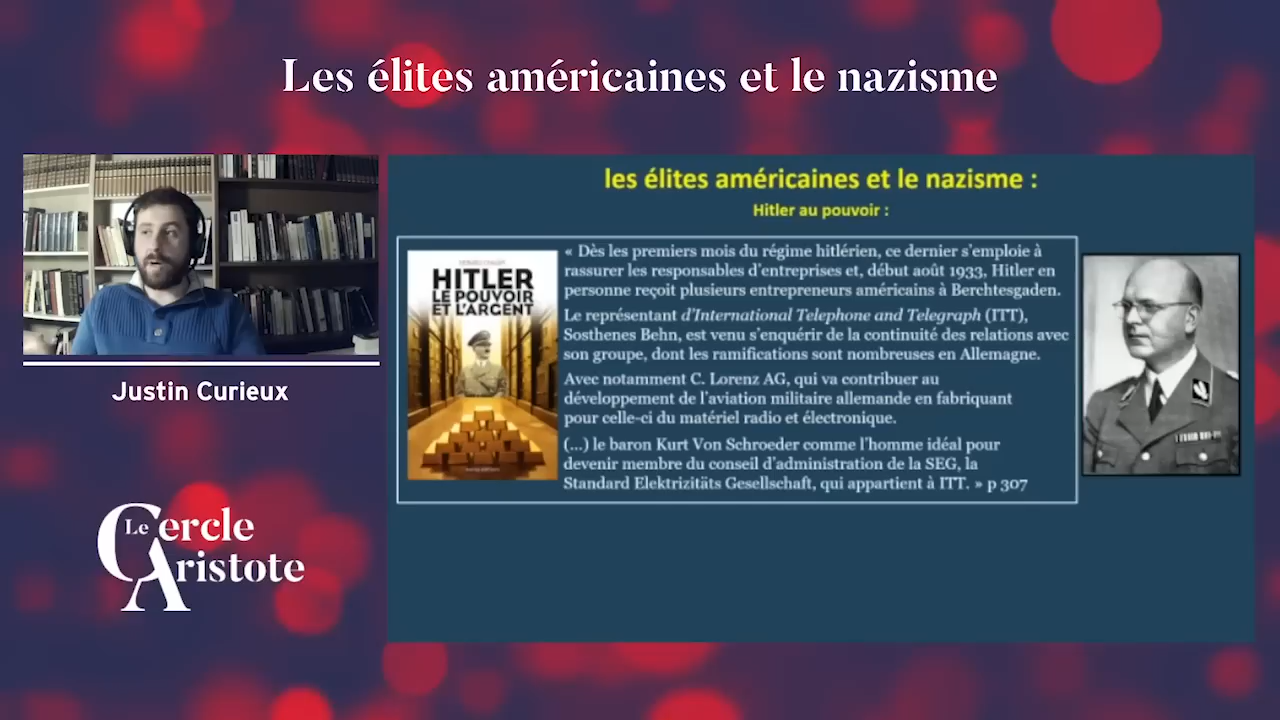 Les élites américaines et le nazisme
Justin Curieux
Le Cercle
Aristote
les élites américaines et le nazisme :
Hitler au pouvoir :
HITLER
LE POUVOIR
ET L'ARGENT
« Dès les premiers mois du régime hitlérien, ce dernier s'emploie à
rassurer les responsables d'entreprises et, début août 1933, Hitler en
personne reçoit plusieurs entrepreneurs américains à Berchtesgaden.
Le représentant d'International Telephone and Telegraph (ITT),
Sosthenes Behn, est venu s'enquérir de la continuité des relations avec
son groupe, dont les ramifications sont nombreuses en Allemagne.
Avec notamment C. Lorenz AG, qui va contribuer au
développement de l'aviation militaire allemande en fabriquant
pour celle-ci du matériel radio et électronique.
(...) le baron Kurt Von Schroeder comme l'homme idéal pour
devenir membre du conseil d'administration de la SEG, la
Standard Elektrizitäts Gesellschaft, qui appartient à ITT. » p 307